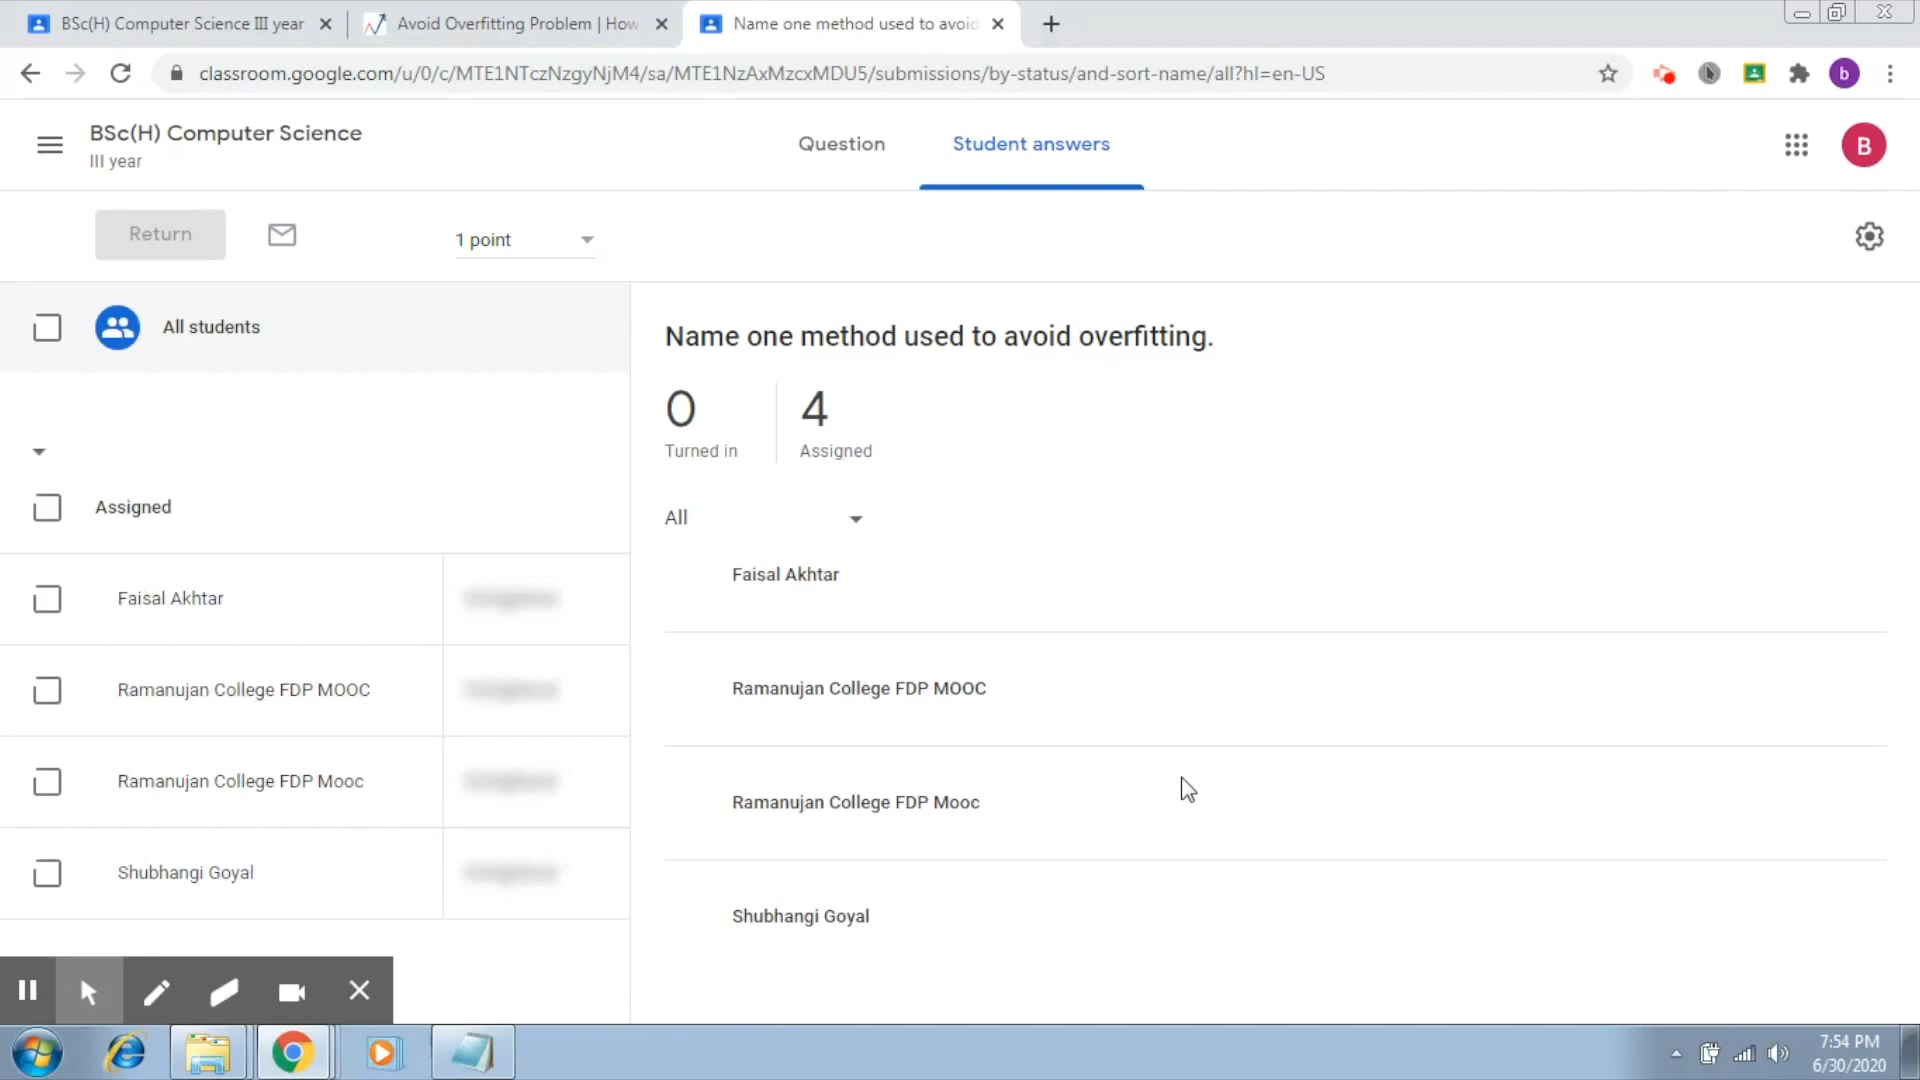 BSc(H) Computer Science III year
Avoid Overfitting Problem | How
Name one method used to avoid
classroom.google.com/u/0/c/MTE1NTczNzgyNjM4/sa/MTE1NzAxMzcxMDU5/submissions/by-status/and-sort-name/all?hl=en-US
b
BSc(H) Computer Science
III year
Question
Student answers
B
Return
1 point
All students
Name one method used to avoid overfitting.
0
4
Turned in
Assigned
Assigned
All
Faisal Akhtar
Ramanujan College FDP MOOC
Ramanujan College FDP Mooc
Shubhangi Goyal
Faisal Akhtar
Ramanujan College FDP MOOC
Ramanujan College FDP Mooc
Shubhangi Goyal
7:54 PM
6/30/2020